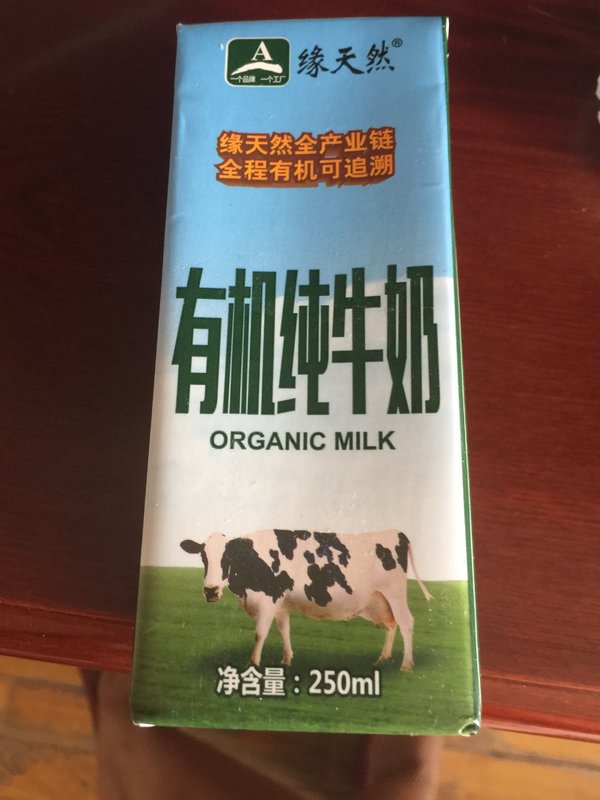 A
一个品牌 一个工厂
缘天然®
缘天然全产业链
全程有机可追溯
有机纯牛奶
ORGANIC MILK
净含量：250ml